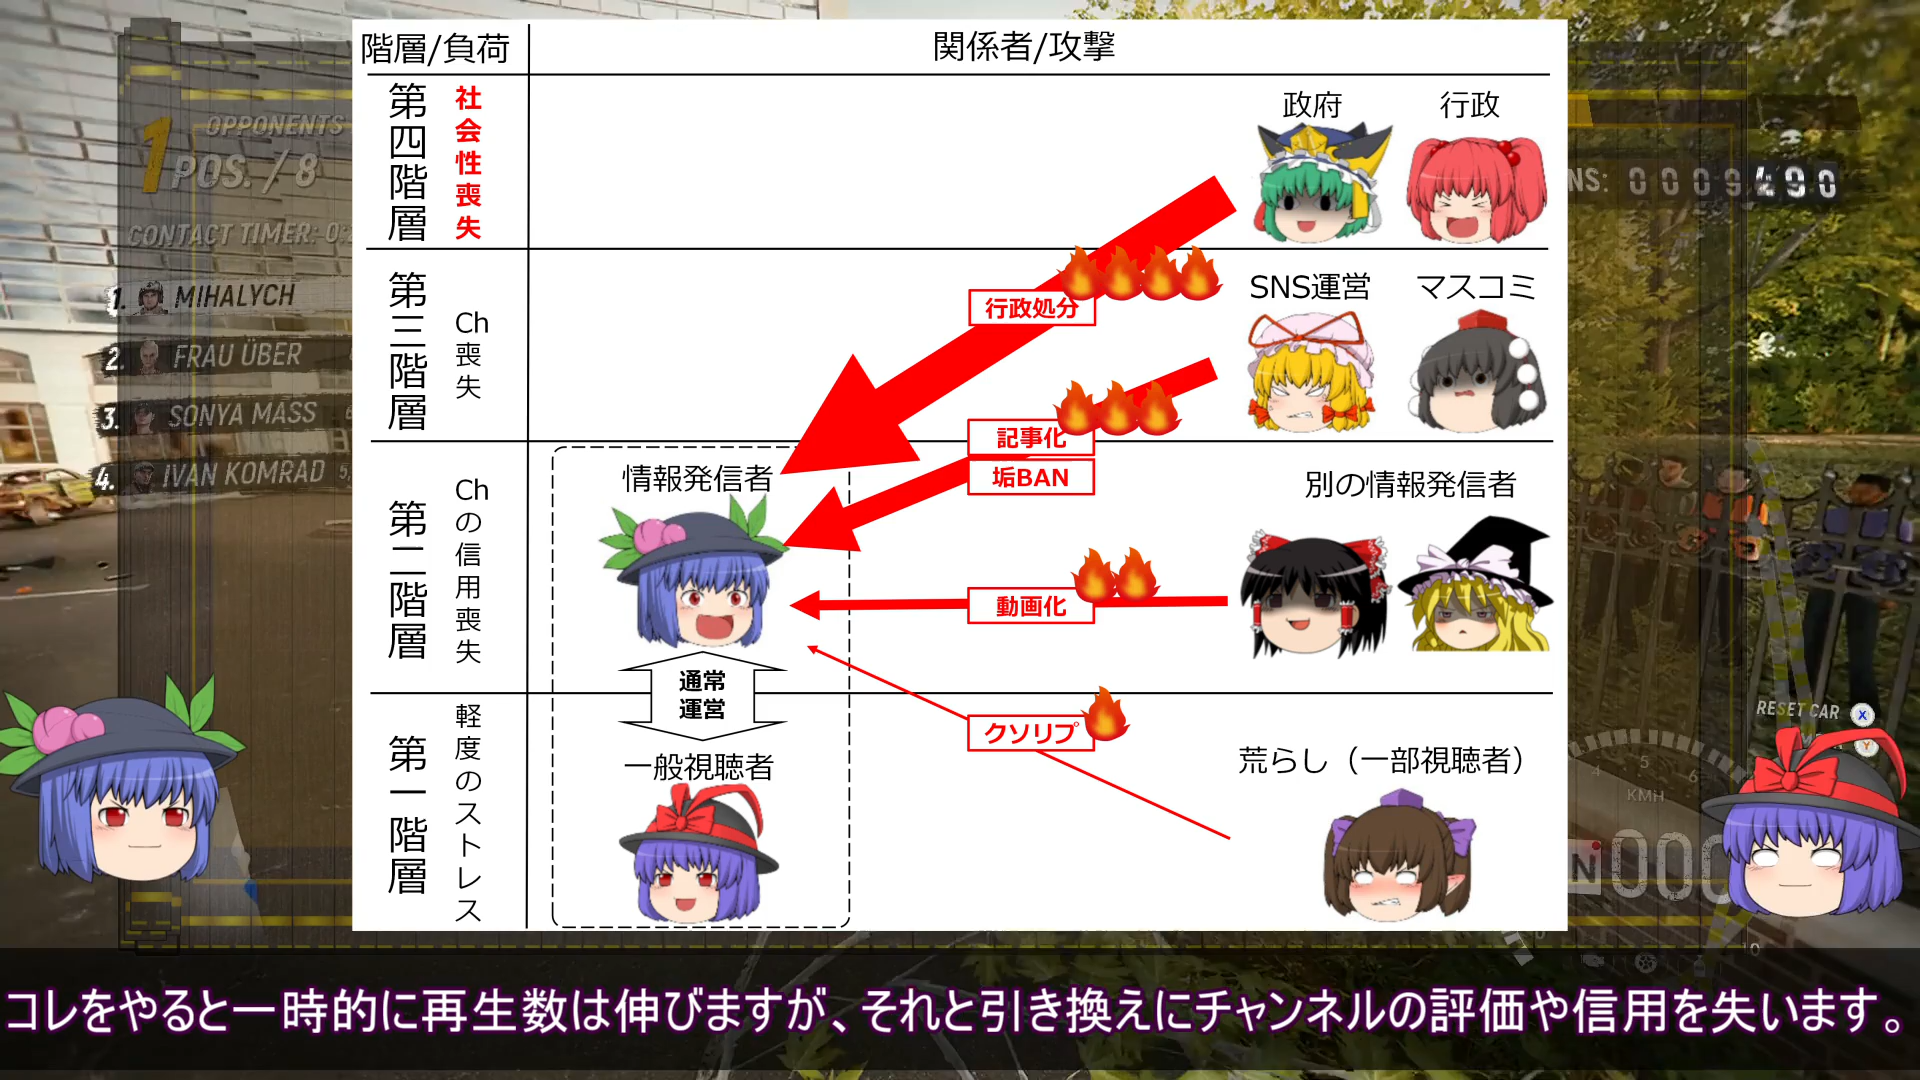 階層/負荷
関係者/攻撃
第四階層
社会性喪失
政府
行政
行政処分
第三階層
Ch喪失
SNS運営
マスコミ
記事化
垢BAN
第二階層
Chの信用喪失
情報発信者
別の情報発信者
動画化
通常
運営
第一階層
軽度のストレス
一般視聴者
クソリプ
荒らし（一部視聴者）
OPPONENTS
1 POS. / 8
CONTACT TIMER:
1. MIHALYCH
2. FRAU ÜBER
3. SONYA MASS
4. IVAN KOMRAD
RESET CAR X
Y
4 5 6
KMH
N
コレをやると一時的に再生数は伸びますが、それと引き換えにチャンネルの評価や信用を失います。